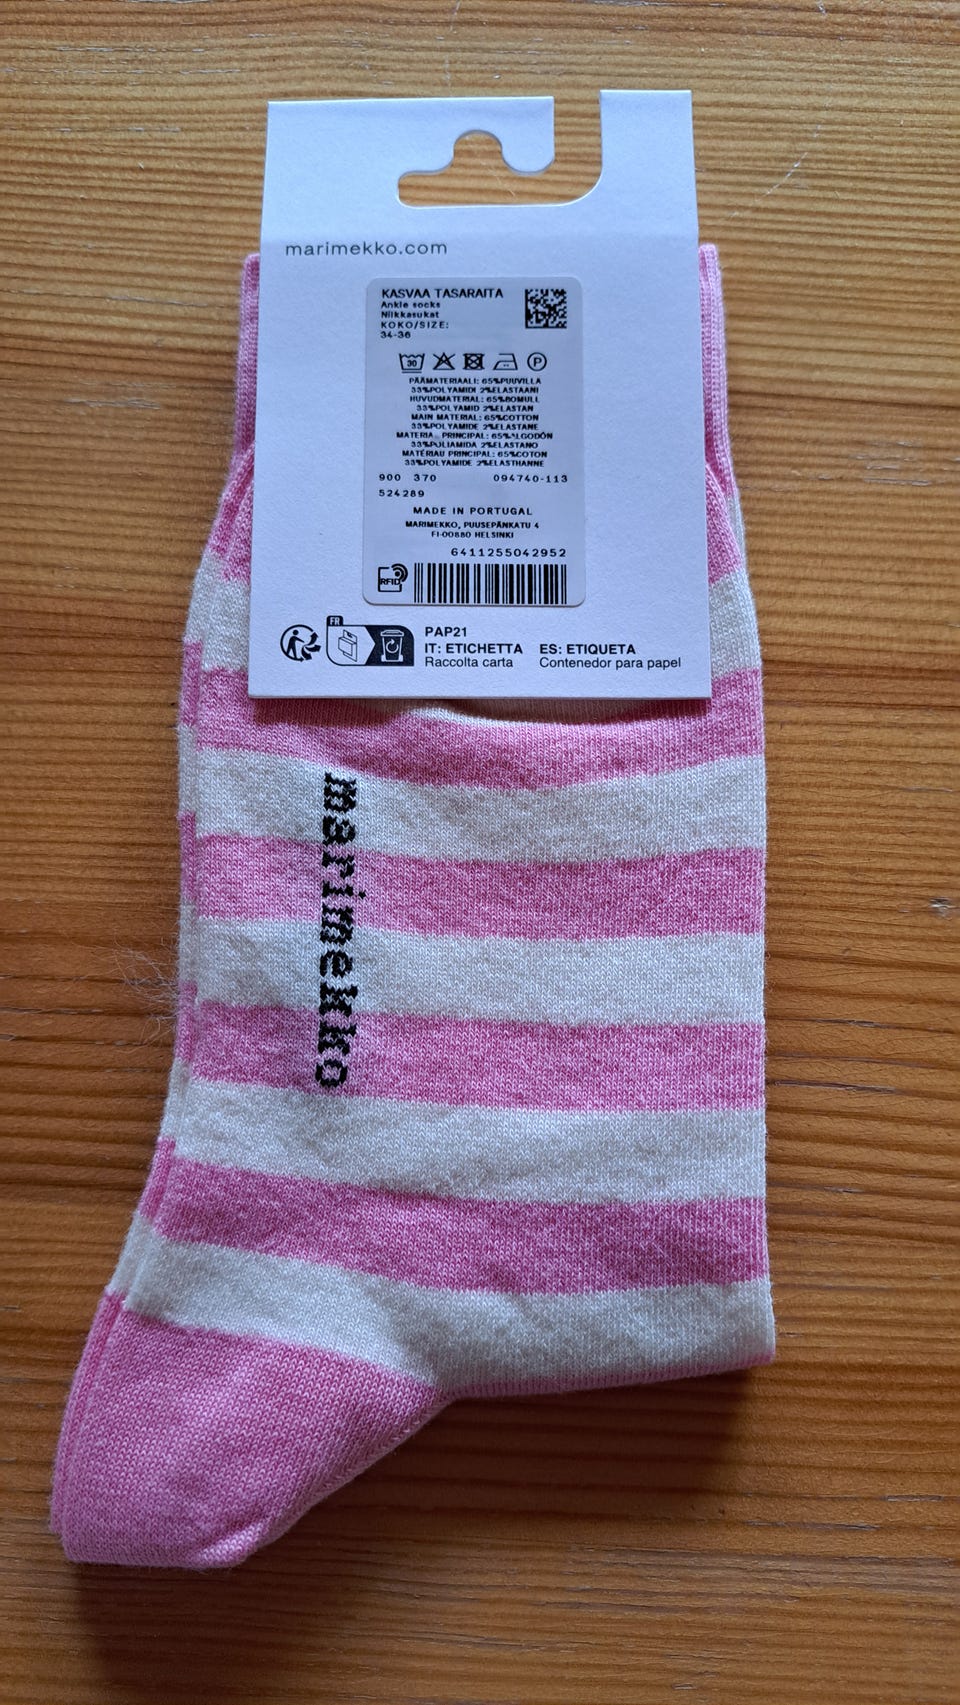 marimekko.com
KASVAA TASARAITA
Ankle socks
Nilkkasukat
KOKO/SIZE:
34-36
30 P
PÄÄMATERIAALI: 65%PUUVILLA
33%POLYAMIDI 2%ELASTAANI
HUVUDMATERIAL: 65%BOMULL
33%POLYAMID 2%ELASTAN
MAIN MATERIAL: 65%COTTON
33%POLYAMIDE 2%ELASTANE
MATERIAL PRINCIPAL: 65%ALGODÓN
33%POLIAMIDA 2%ELASTANO
MATÉRIAU PRINCIPAL: 65%COTON
33%POLYAMIDE 2%ELASTHANNE
900 370 094740-113
524289
MADE IN PORTUGAL
MARIMEKKO, PUUSEPÄNKATU 4
FI-00880 HELSINKI
6411255042952
RFID
FR
PAP21
IT: ETICHETTA ES: ETIQUETA
Raccolta carta Contenedor para papel
marimekko